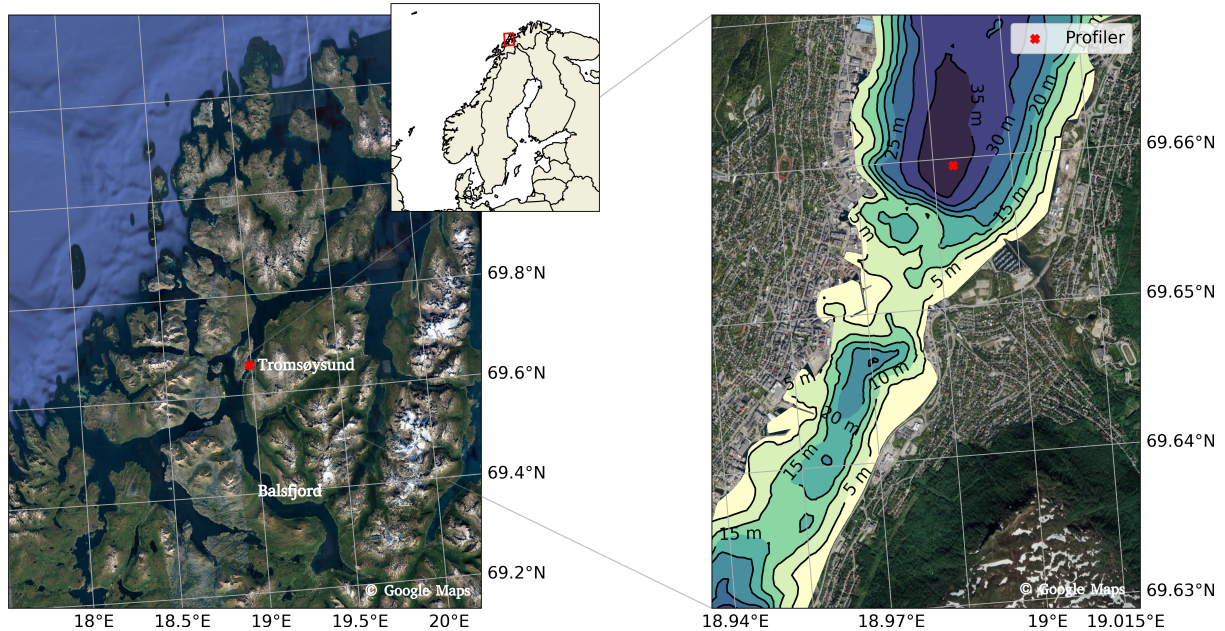 Tromsøysund
Balsfjord
© Google Maps
69.8°N
69.6°N
69.4°N
69.2°N
18°E
18.5°E
19°E
19.5°E
20°E
Profiler
35 m
20 m
25 m
30 m
15 m
5 m
5 m
10 m
5 m
20 m
15 m
5 m
15 m
© Google Maps
69.66°N
69.65°N
69.64°N
69.63°N
18.94°E
18.97°E
19°E
19.015°E